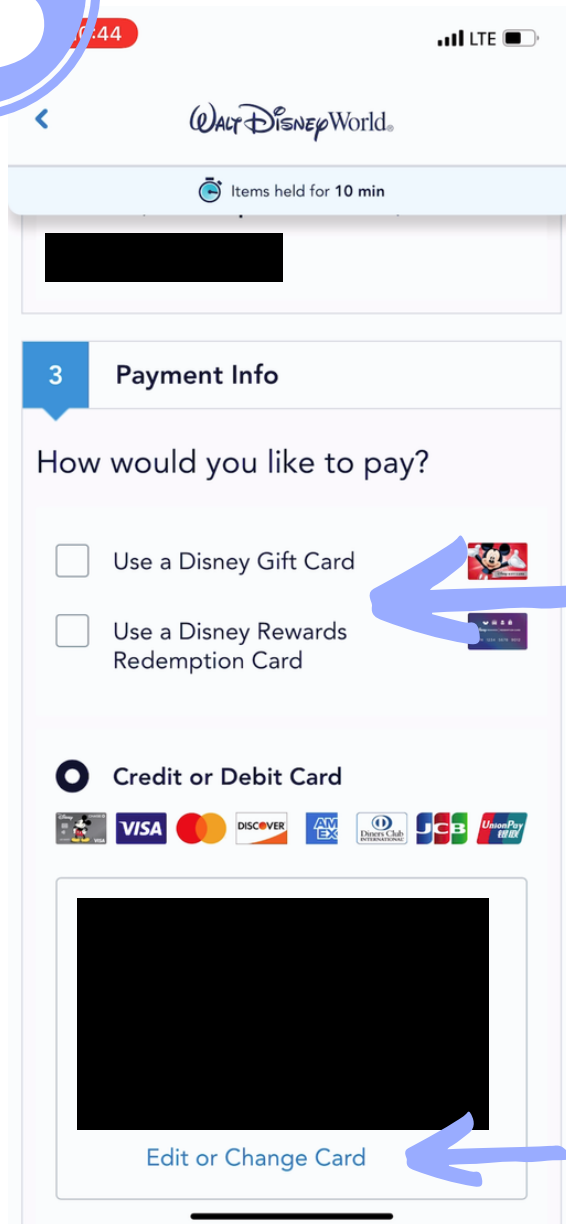 :44
LTE
Walt Disney World®
Items held for 10 min
3
Payment Info
How would you like to pay?
Use a Disney Gift Card
Use a Disney Rewards
Redemption Card
Credit or Debit Card
VISA DISCOVER AM EX Diners Club INTERNATIONAL JCB UnionPay 银联
Edit or Change Card